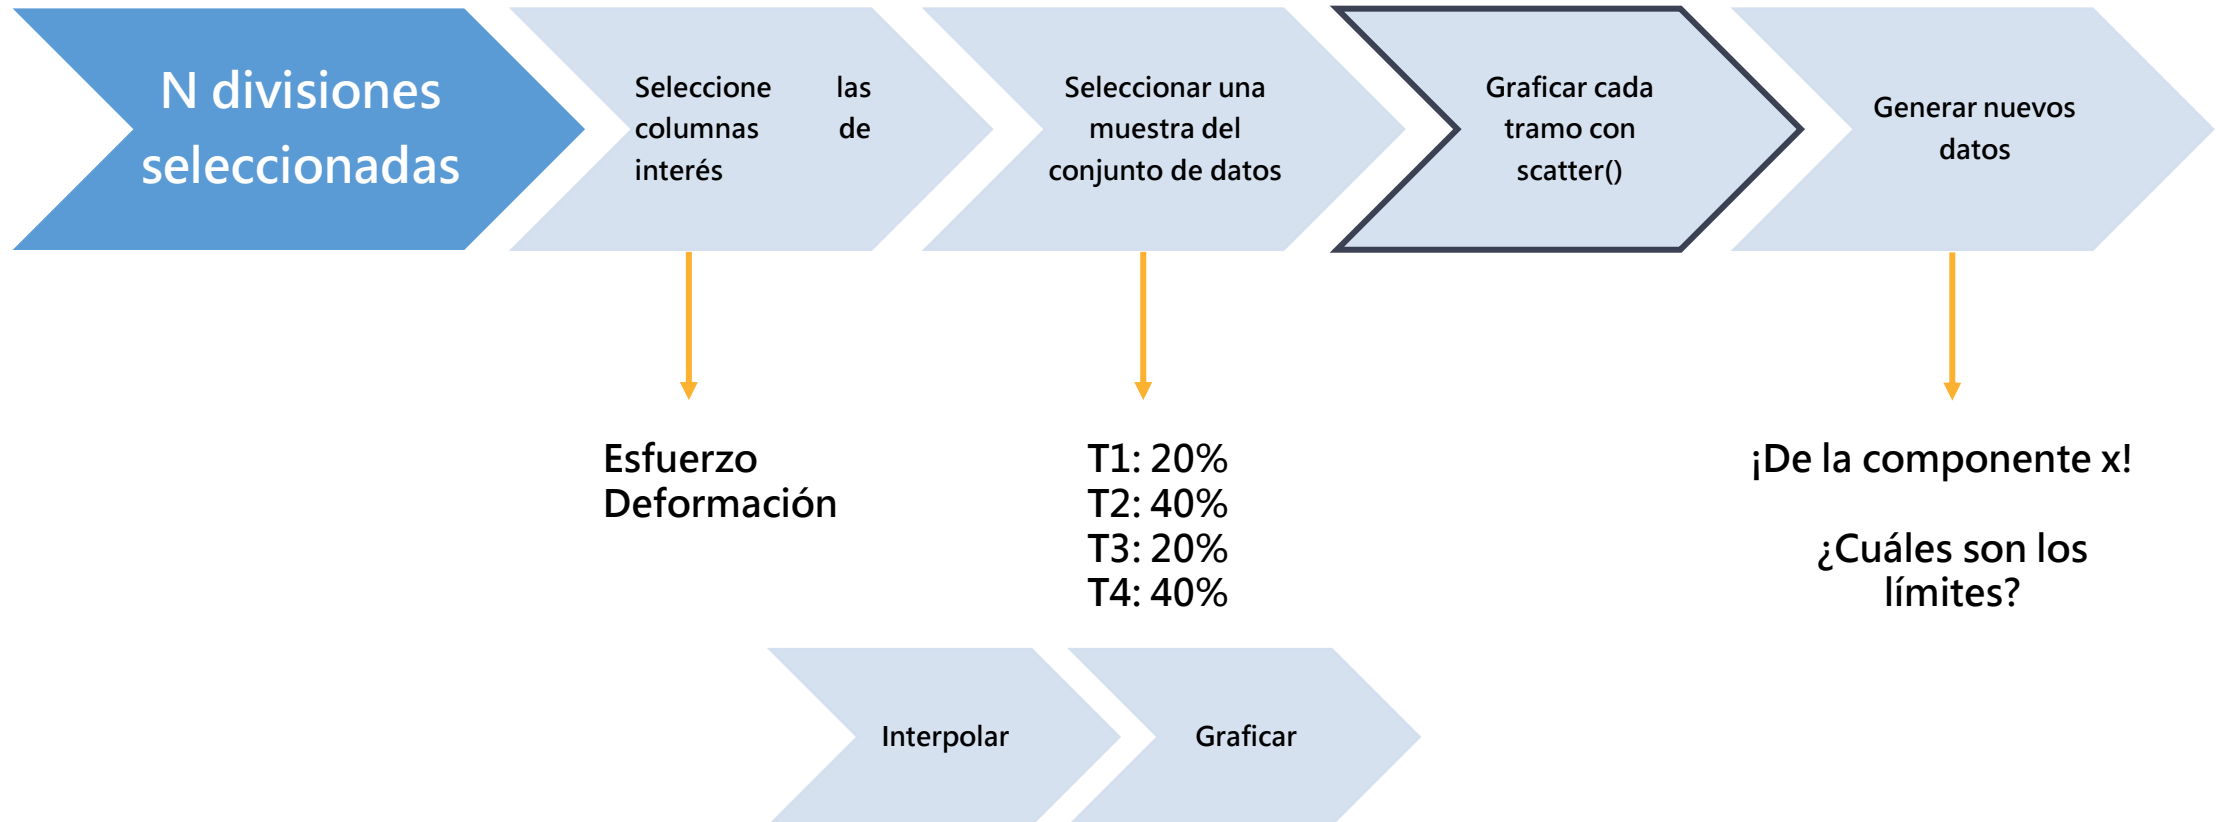 N divisiones
seleccionadas
Seleccione las
columnas de
interés
Seleccionar una
muestra del
conjunto de datos
Graficar cada
tramo con
scatter()
Generar nuevos
datos
Esfuerzo
Deformación
T1: 20%
T2: 40%
T3: 20%
T4: 40%
¡De la componente x!
¿Cuáles son los
límites?
Interpolar
Graficar